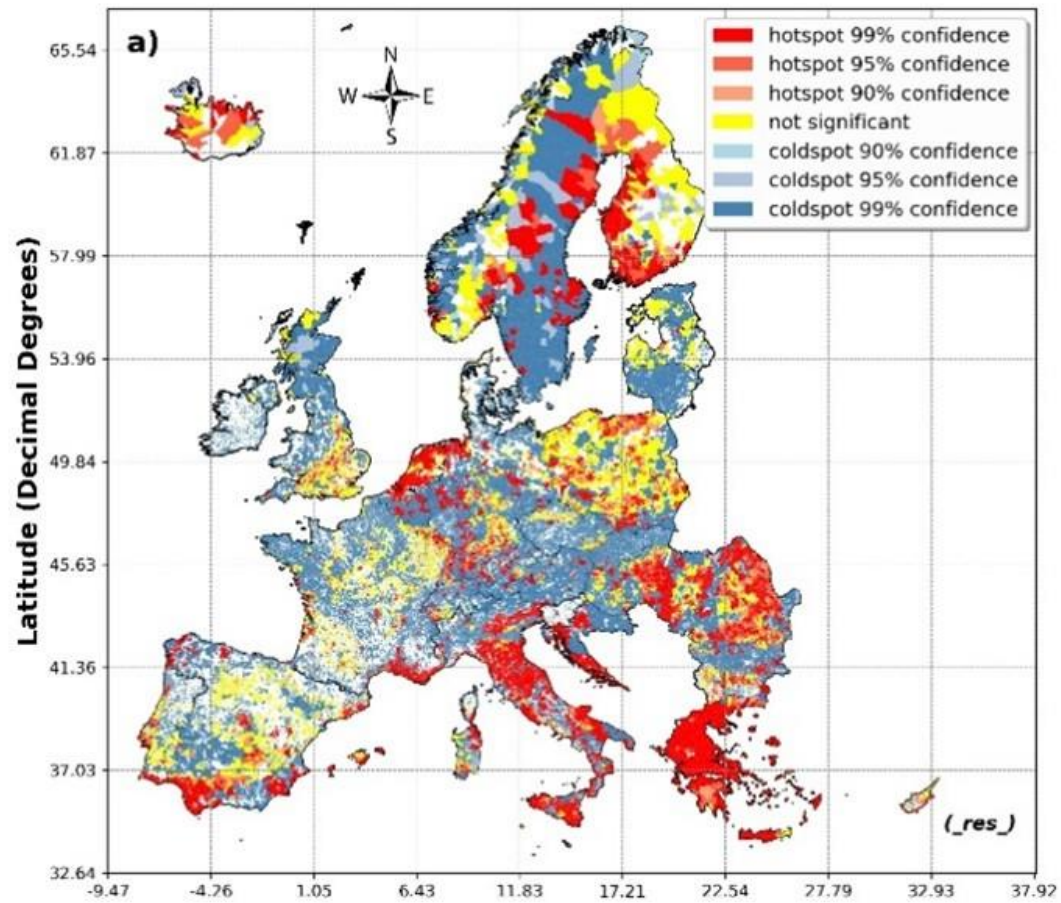 a)
N
W E
S
hotspot 99% confidence
hotspot 95% confidence
hotspot 90% confidence
not significant
coldspot 90% confidence
coldspot 95% confidence
coldspot 99% confidence
Latitude (Decimal Degrees)
65.54
61.87
57.99
53.96
49.84
45.63
41.36
37.03
32.64
(_res_)
-9.47 -4.26 1.05 6.43 11.83 17.21 22.54 27.79 32.93 37.92